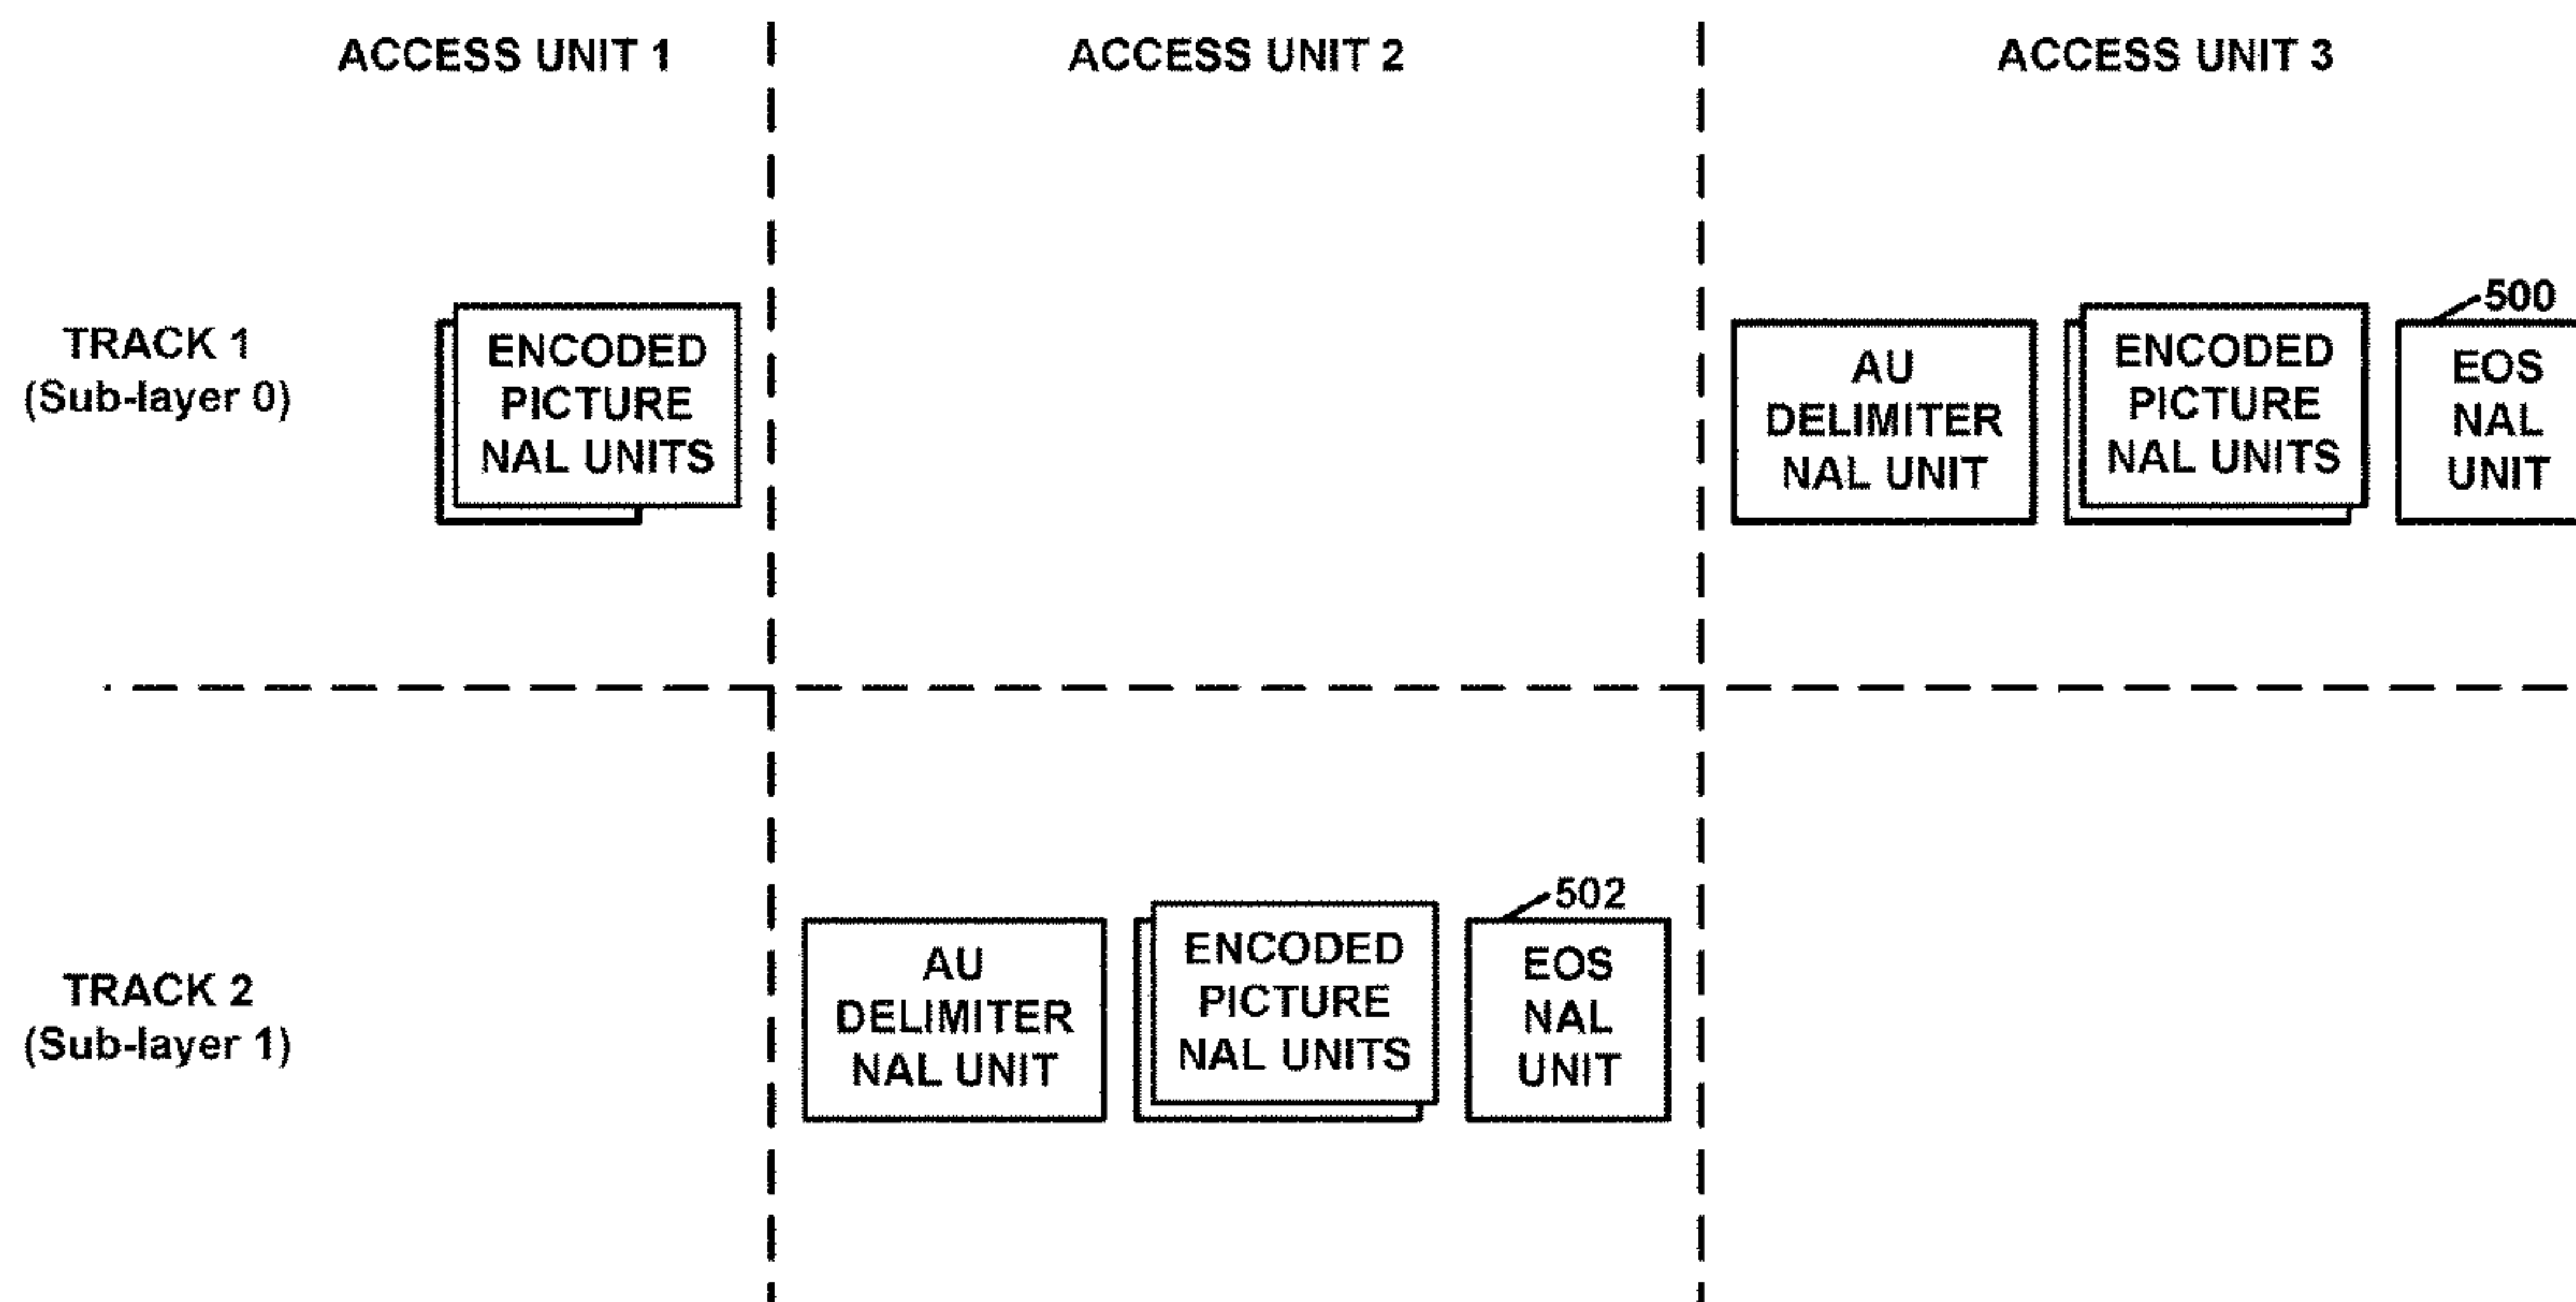 ACCESS UNIT 1
ACCESS UNIT 2
ACCESS UNIT 3
TRACK 1
(Sub-layer 0)
ENCODED
PICTURE
NAL UNITS
AU
DELIMITER
NAL UNIT
ENCODED
PICTURE
NAL UNITS
500
EOS
NAL
UNIT
TRACK 2
(Sub-layer 1)
AU
DELIMITER
NAL UNIT
ENCODED
PICTURE
NAL UNITS
502
EOS
NAL
UNIT